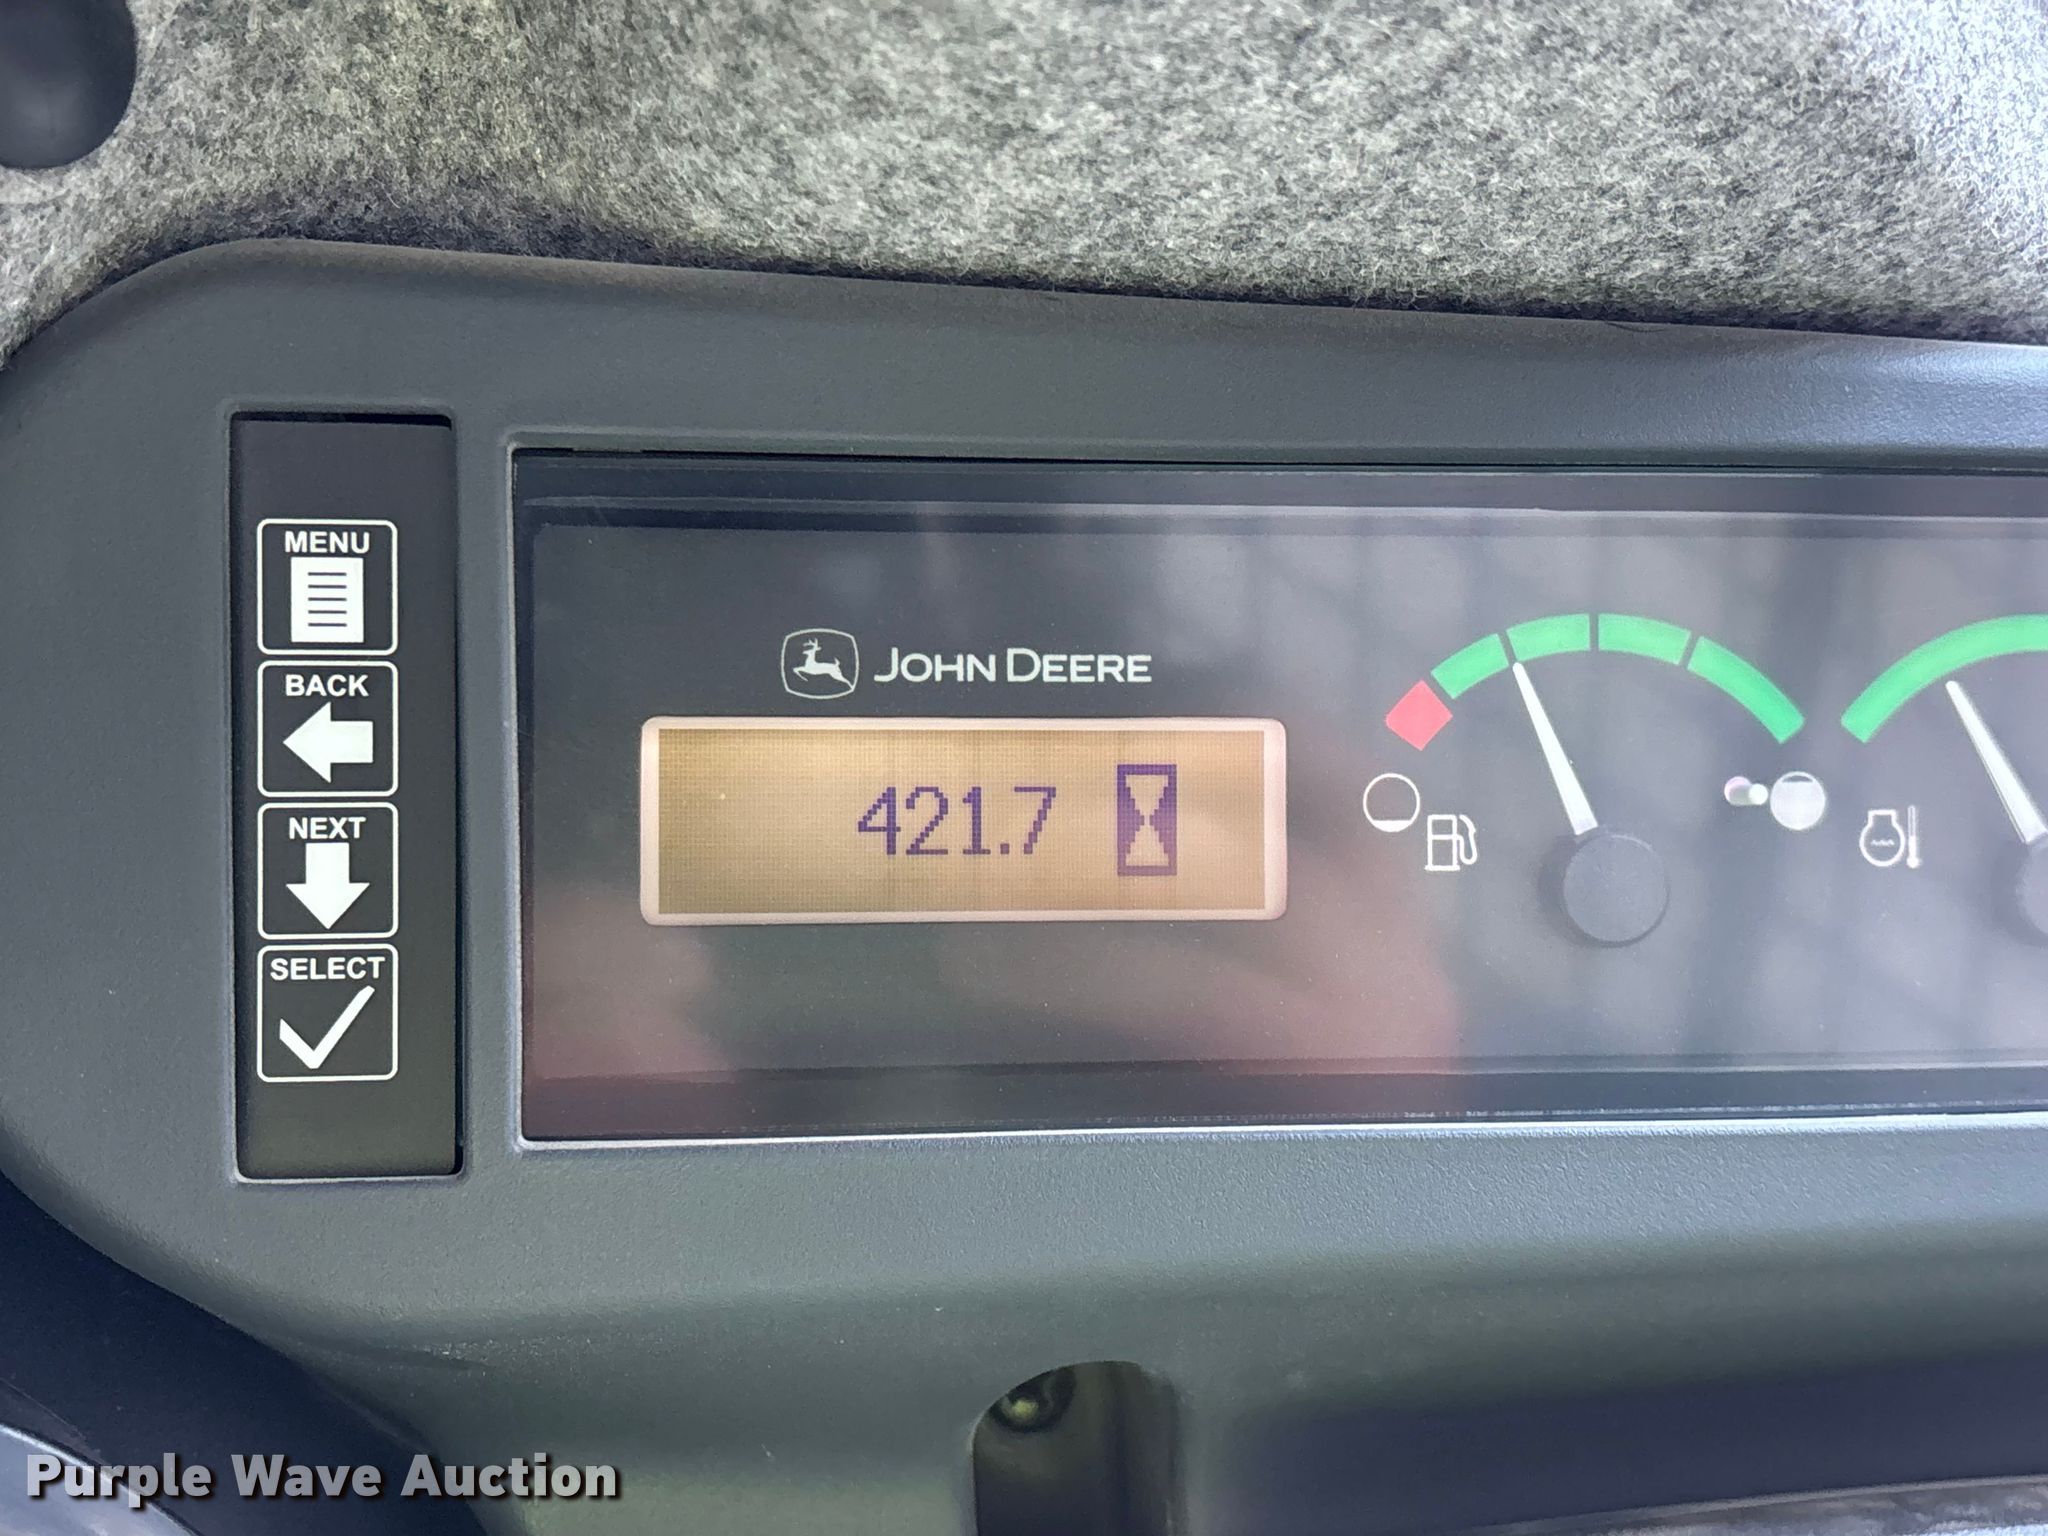 MENU
BACK
NEXT
SELECT
JOHN DEERE
421.7
Purple Wave Auction